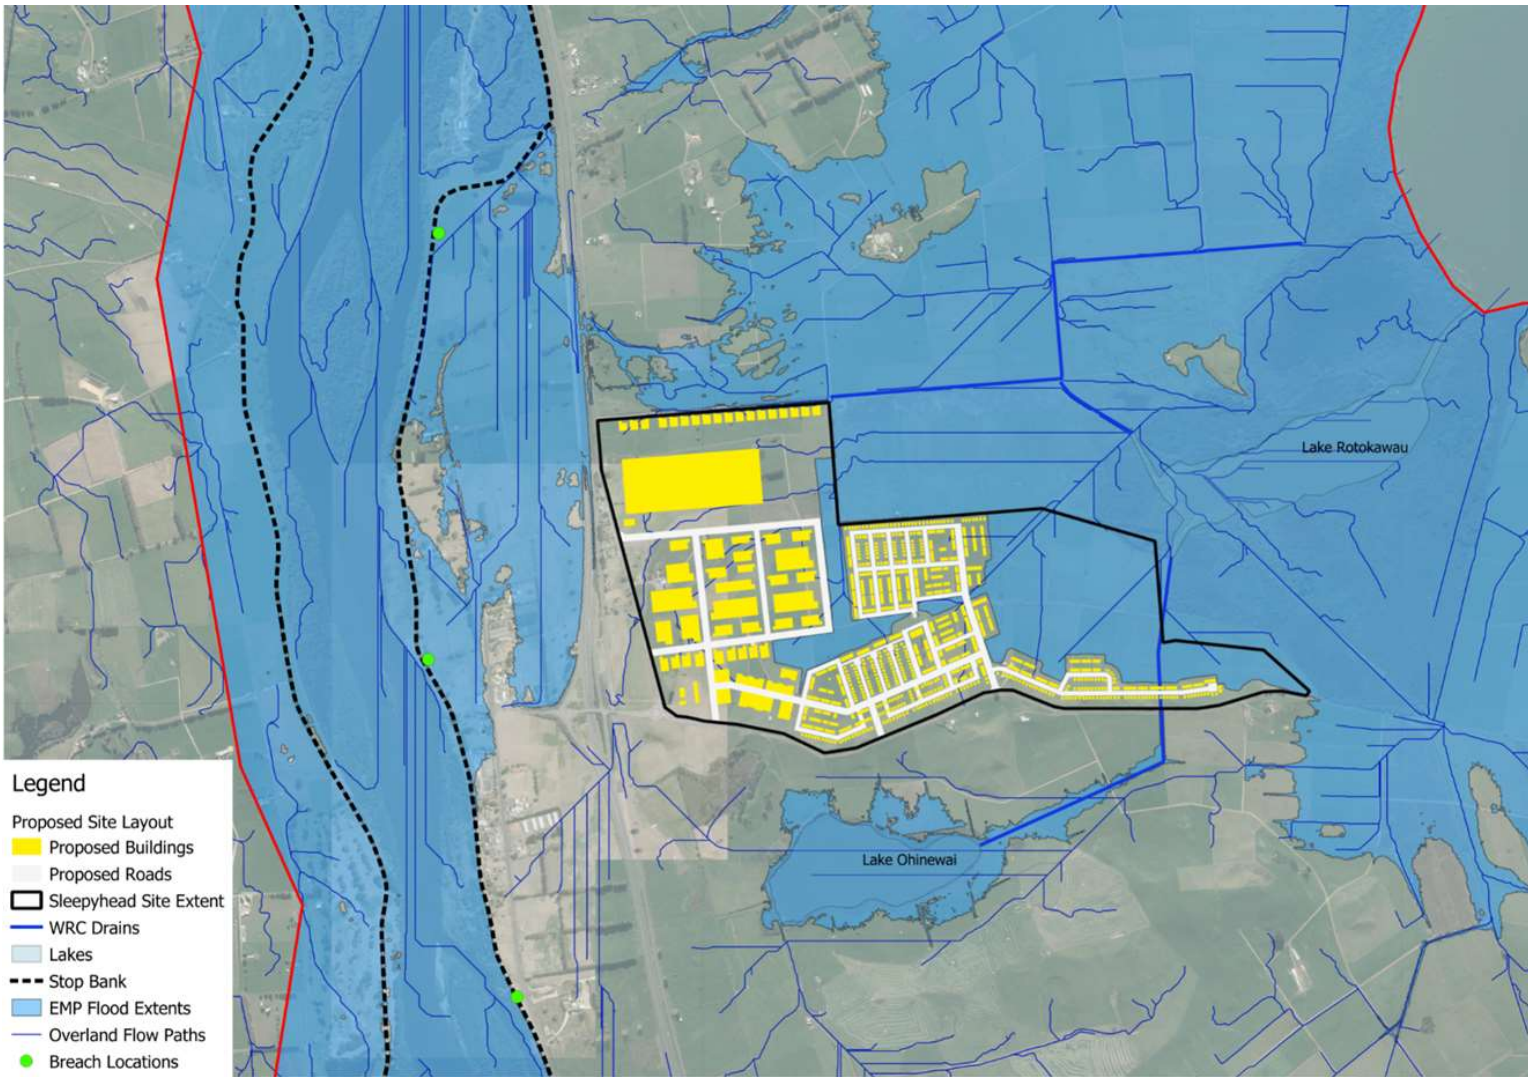 Lake Rotokawau
Lake Ohinewai
Legend
Proposed Site Layout
Proposed Buildings
Proposed Roads
Sleepyhead Site Extent
WRC Drains
Lakes
Stop Bank
EMP Flood Extents
Overland Flow Paths
Breach Locations